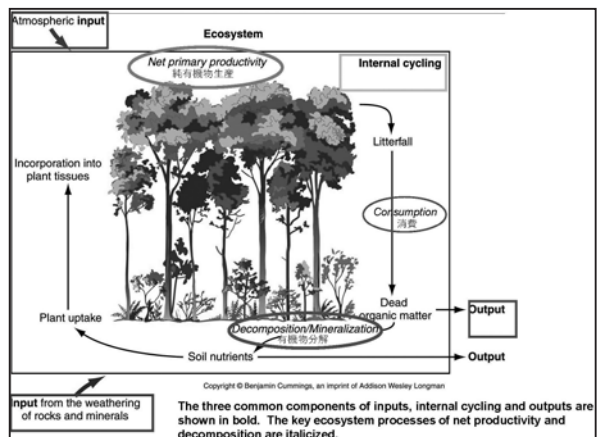 Atmospheric input
Ecosystem
Net primary productivity
純有機物生産
Internal cycling
Litterfall
Incorporation into
plant tissues
Consumption
消費
Dead
organic matter
Output
Plant uptake
Decomposition/Mineralization
有機物分解
Soil nutrients
Output
Copyright © Benjamin Cummings, an imprint of Addison Wesley Longman
Input from the weathering
of rocks and minerals
The three common components of inputs, internal cycling and outputs are
shown in bold. The key ecosystem processes of net productivity and
decomposition are italicized.